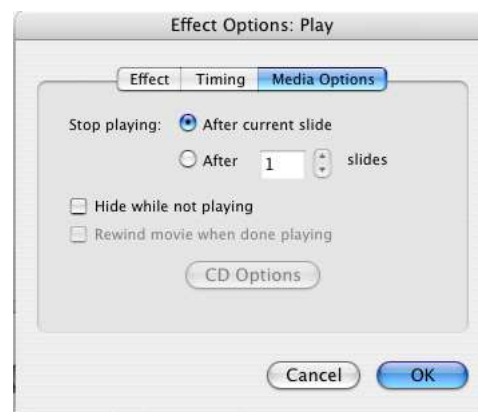 Effect Options: Play
Effect Timing Media Options
Stop playing: After current slide
After 1 slides
Hide while not playing
Rewind movie when done playing
CD Options
Cancel OK